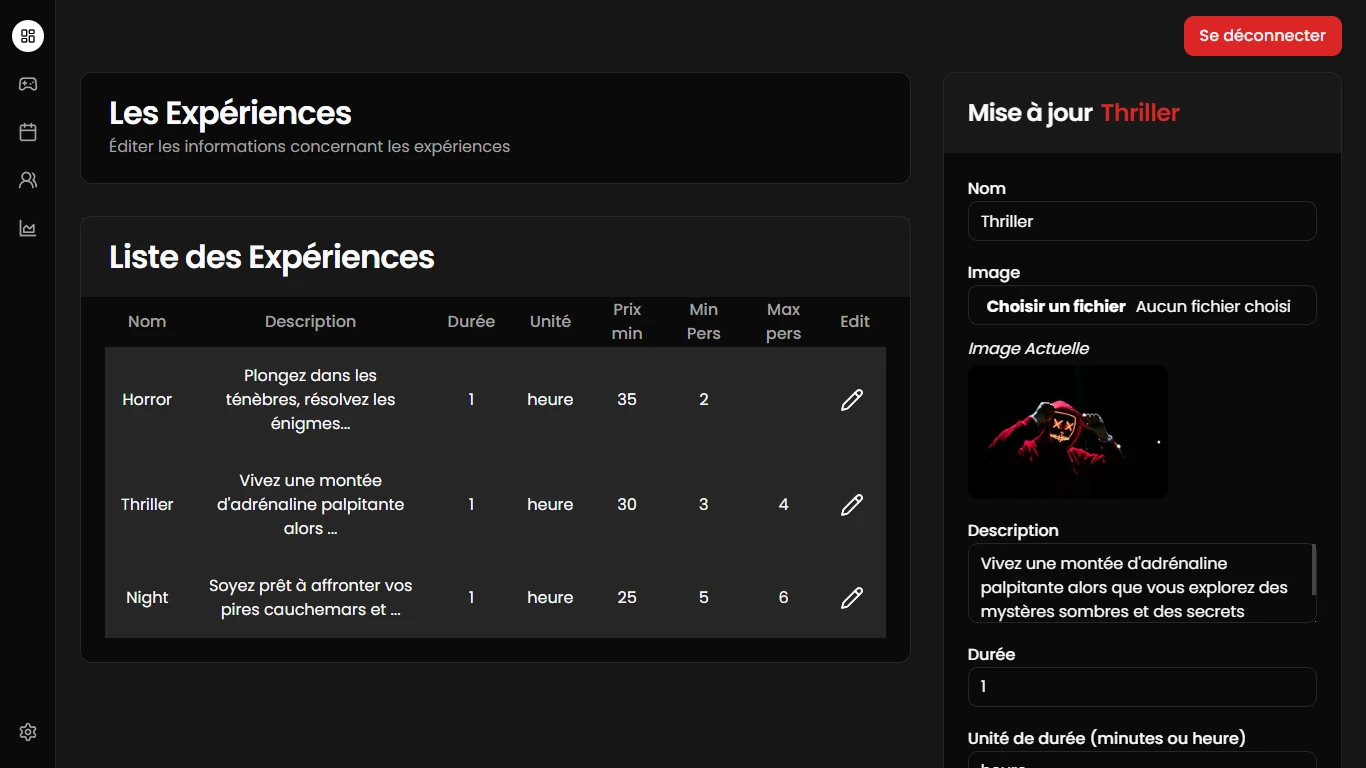 Se déconnecter
Les Expériences
Éditer les informations concernant les expériences
Liste des Expériences
Nom Description Durée Unité Prix min Min Pers Max pers Edit
Horror Plongez dans les ténèbres, résolvez les énigmes... 1 heure 35 2
Thriller Vivez une montée d'adrénaline palpitante alors ... 1 heure 30 3 4
Night Soyez prêt à affronter vos pires cauchemars et ... 1 heure 25 5 6
Mise à jour Thriller
Nom
Thriller
Image
Choisir un fichier Aucun fichier choisi
Image Actuelle
Description
Vivez une montée d'adrénaline
palpitante alors que vous explorez des
mystères sombres et des secrets
Durée
1
Unité de durée (minutes ou heure)
heure